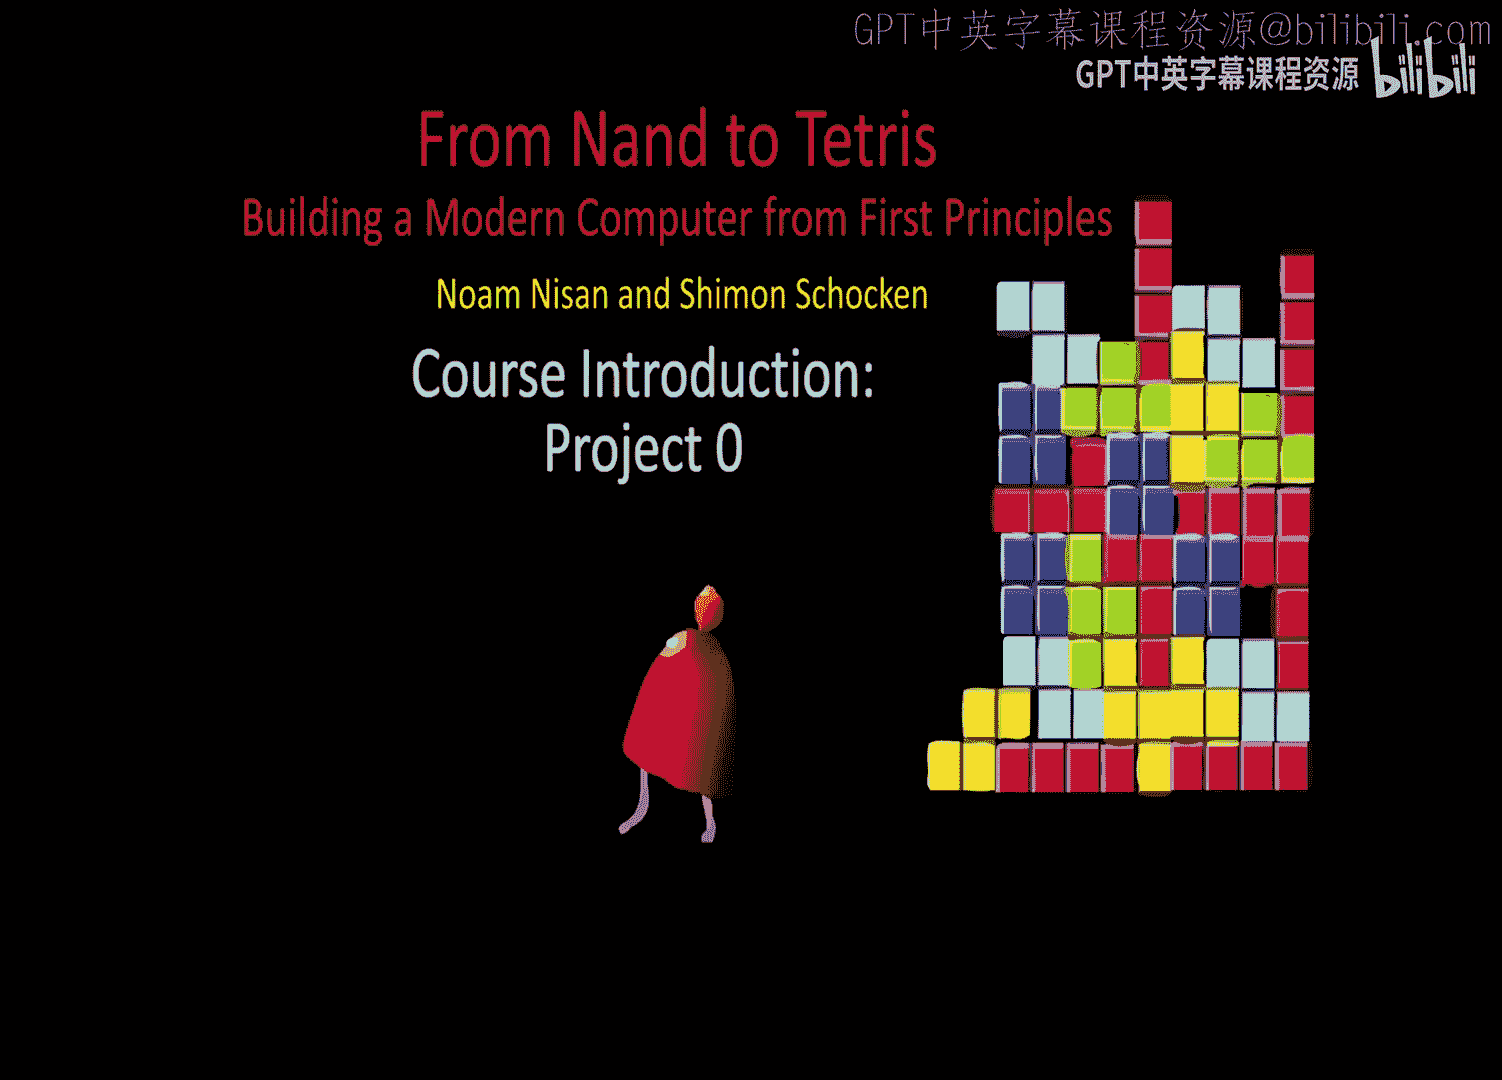 GPT中英字幕课程资源@bilibili.com
GPT中英字幕课程资源 bilibili
From Nand to Tetris
Building a Modern Computer from First Principles
Noam Nisan and Shimon Schocken
Course Introduction:
Project 0